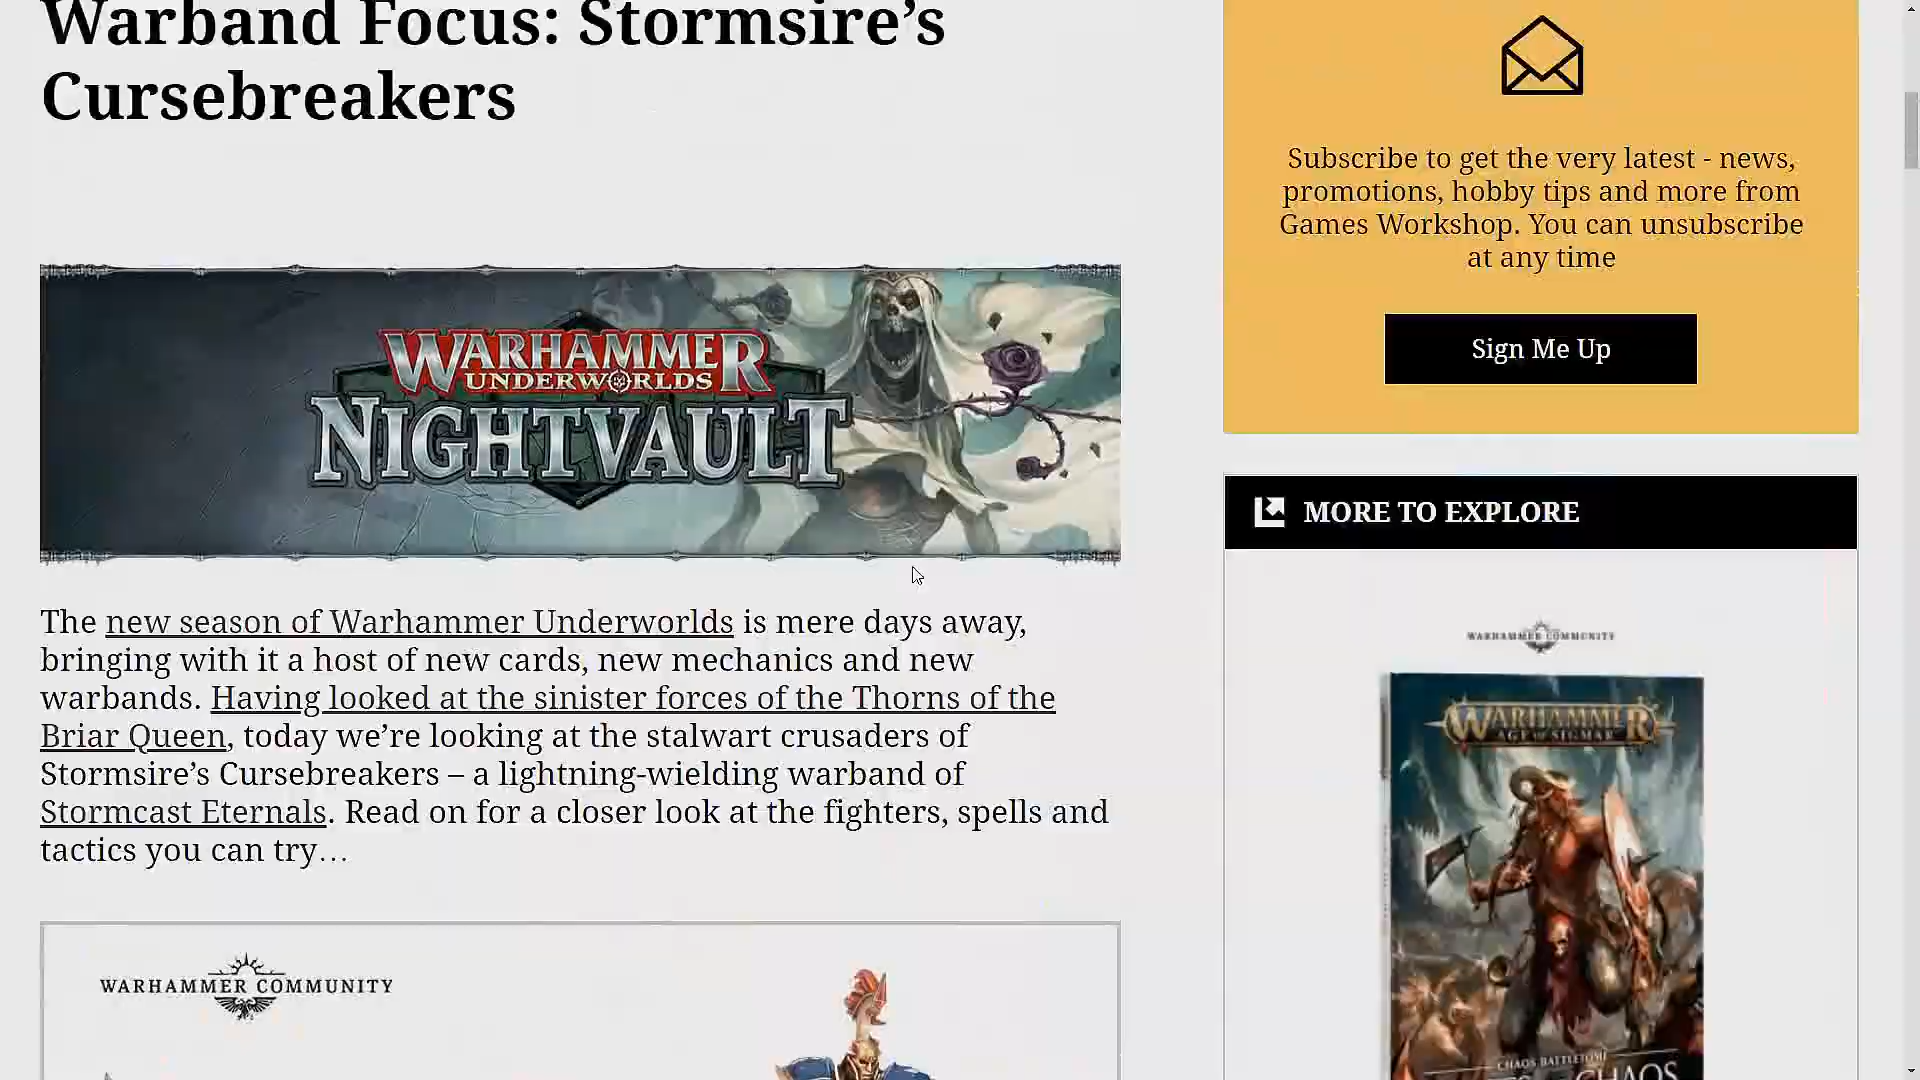 Warband Focus: Stormsire’s
Cursebreakers
WARHAMMER
UNDERWORLDS
NIGHTVAULT
The new season of Warhammer Underworlds is mere days away,
bringing with it a host of new cards, new mechanics and new
warbands. Having looked at the sinister forces of the Thorns of the
Briar Queen, today we’re looking at the stalwart crusaders of
Stormsire’s Cursebreakers – a lightning-wielding warband of
Stormcast Eternals. Read on for a closer look at the fighters, spells and
tactics you can try…
WARHAMMER COMMUNITY
Subscribe to get the very latest - news,
promotions, hobby tips and more from
Games Workshop. You can unsubscribe
at any time
Sign Me Up
MORE TO EXPLORE
WARHAMMER COMMUNITY
WARHAMMER
AGE OF SIGMAR
CHAOS BATTLETOME
CHAOS